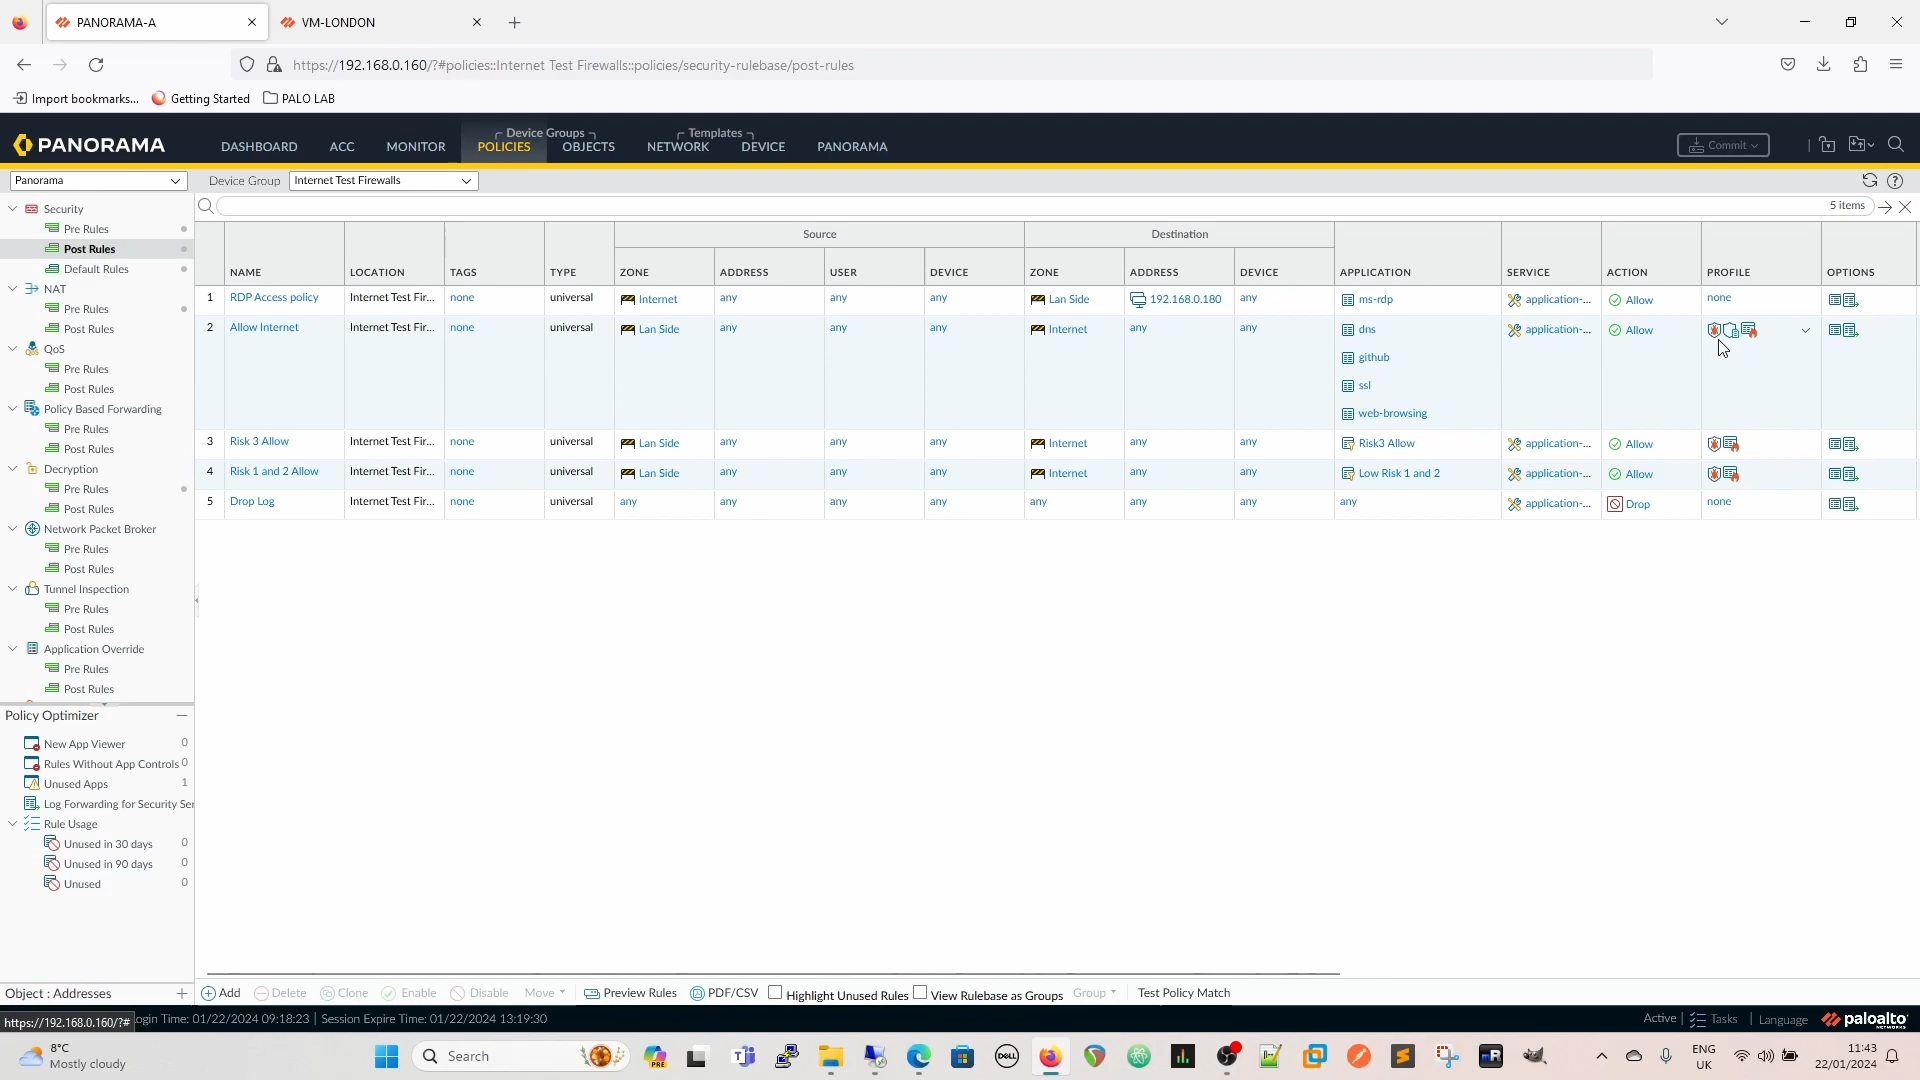 PANORAMA-A
VM-LONDON
https://192.168.0.160/?#policies::Internet Test Firewalls::policies/security-rulebase/post-rules
Import bookmarks... Getting Started PALO LAB
PANORAMA
DASHBOARD ACC MONITOR
Device Groups
POLICIES OBJECTS
Templates
NETWORK DEVICE PANORAMA
Commit
Panorama
Device Group Internet Test Firewalls
5 items
Security
Pre Rules
Post Rules
Default Rules
NAT
Pre Rules
Post Rules
QoS
Pre Rules
Post Rules
Policy Based Forwarding
Pre Rules
Post Rules
Decryption
Pre Rules
Post Rules
Network Packet Broker
Pre Rules
Post Rules
Tunnel Inspection
Pre Rules
Post Rules
Application Override
Pre Rules
Post Rules
Policy Optimizer
New App Viewer 0
Rules Without App Controls 0
Unused Apps 1
Log Forwarding for Security Ser
Rule Usage
Unused in 30 days 0
Unused in 90 days 0
Unused 0
Object : Addresses
Source Destination
NAME LOCATION TAGS TYPE ZONE ADDRESS USER DEVICE ZONE ADDRESS DEVICE APPLICATION SERVICE ACTION PROFILE OPTIONS
1 RDP Access policy Internet Test Fir... none universal Internet any any any Lan Side 192.168.0.180 any ms-rdp application-... Allow none
2 Allow Internet Internet Test Fir... none universal Lan Side any any any Internet any any dns application-... Allow
github
ssl
web-browsing
3 Risk 3 Allow Internet Test Fir... none universal Lan Side any any any Internet any any Risk3 Allow application-... Allow
4 Risk 1 and 2 Allow Internet Test Fir... none universal Lan Side any any any Internet any any Low Risk 1 and 2 application-... Allow
5 Drop Log Internet Test Fir... none universal any any any any any any any any application-... Drop none
Add Delete Clone Enable Disable Move Preview Rules PDF/CSV Highlight Unused Rules View Rulebase as Groups Group Test Policy Match
https://192.168.0.160/?# ogin Time: 01/22/2024 09:18:23 | Session Expire Time: 01/22/2024 13:19:30
Active | Tasks | Language paloalto NETWORKS
8°C
Mostly cloudy
Search
PRE
DELL
ENG
UK
11:43
22/01/2024